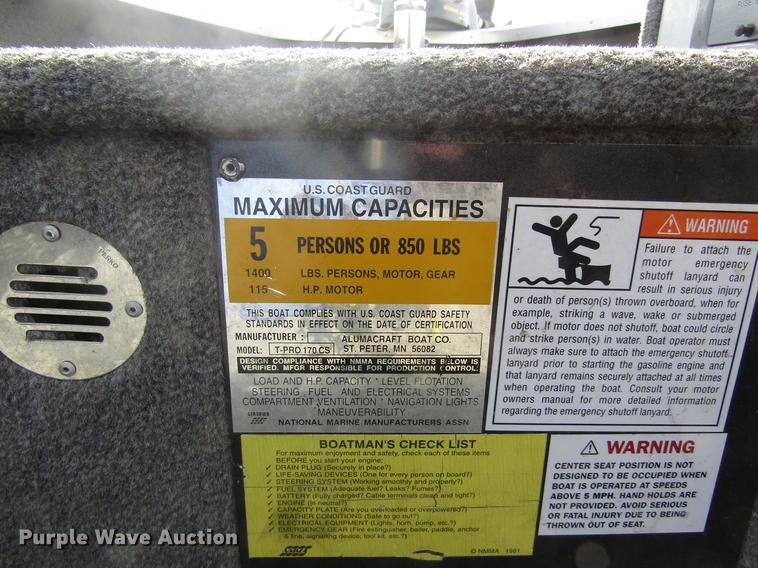 FUSE
PERKO
U.S. COAST GUARD
MAXIMUM CAPACITIES
5 PERSONS OR 850 LBS
1400 LBS. PERSONS, MOTOR, GEAR
115 H.P. MOTOR
THIS BOAT COMPLIES WITH U.S. COAST GUARD SAFETY
STANDARDS IN EFFECT ON THE DATE OF CERTIFICATION
MANUFACTURER : ALUMACRAFT BOAT CO.
MODEL: T-PRO 170 CS ST. PETER, MN 56082
DESIGN COMPLIANCE WITH NMMA REQUIREMENTS BELOW IS
VERIFIED. MFGR RESPONSIBLE FOR PRODUCTION CONTROL.
LOAD AND H.P. CAPACITY * LEVEL FLOTATION
STEERING, FUEL AND ELECTRICAL SYSTEMS
COMPARTMENT VENTILATION * NAVIGATION LIGHTS
MANEUVERABILITY
CERTIFIED
NATIONAL MARINE MANUFACTURERS ASSN
WARNING
Failure to attach the
motor emergency
shutoff lanyard can
result in serious injury
or death of person(s) thrown overboard, when for
example, striking a wave, wake or submerged
object. If motor does not shutoff, boat could circle
and strike person(s) in water. Boat operator must
always make sure to attach the emergency shutoff
lanyard prior to starting the gasoline engine and
that lanyard remains securely attached at all times
when operating the boat. Consult your motor
owners manual for more detailed information
regarding the emergency shutoff lanyard.
BOATMAN'S CHECK LIST
For maximum enjoyment and safety, check each of these items
BEFORE you start your engine:
✓ DRAIN PLUG (Securely in place?)
✓ LIFE-SAVING DEVICES (One for every person on board?)
✓ STEERING SYSTEM (Working smoothly and properly?)
✓ FUEL SYSTEM (Adequate fuel? Leaks? Fumes?)
✓ BATTERY (Fully charged? Cable terminals clean and tight?)
✓ ENGINE (In neutral?)
✓ CAPACITY PLATE (Are you overloaded or overpowered?)
✓ WEATHER CONDITIONS (Safe to go out?)
✓ ELECTRICAL EQUIPMENT (Lights, horn, pump, etc.?)
✓ EMERGENCY GEAR (Fire extinguisher, bailer, paddle, anchor
& line, signaling device, tool kit, etc.?)
© NMMA 1991
WARNING
CENTER SEAT POSITION IS NOT
DESIGNED TO BE OCCUPIED WHEN
BOAT IS OPERATED AT SPEEDS
ABOVE 5 MPH. HAND HOLDS ARE
NOT PROVIDED. AVOID SERIOUS
OR FATAL INJURY DUE TO BEING
THROWN OUT OF SEAT.
Purple Wave Auction